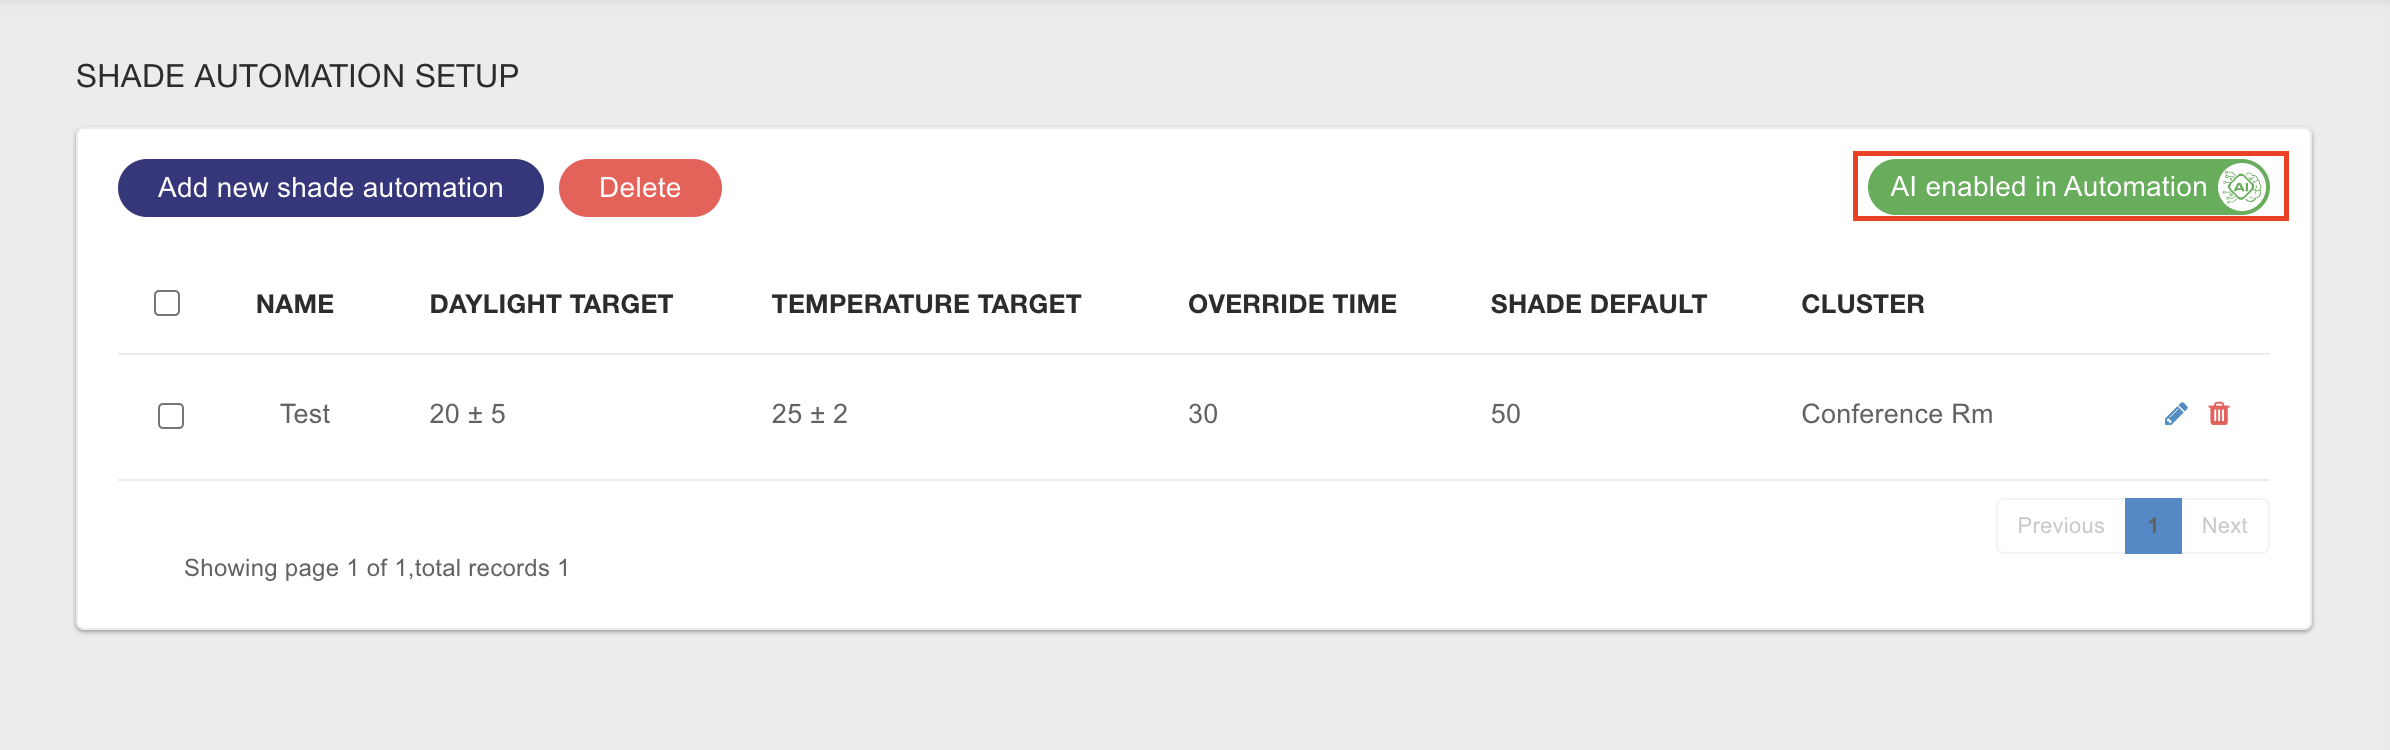 SHADE AUTOMATION SETUP
Add new shade automation Delete AI enabled in Automation AI
NAME DAYLIGHT TARGET TEMPERATURE TARGET OVERRIDE TIME SHADE DEFAULT CLUSTER
Test 20 ± 5 25 ± 2 30 50 Conference Rm
Previous 1 Next
Showing page 1 of 1,total records 1